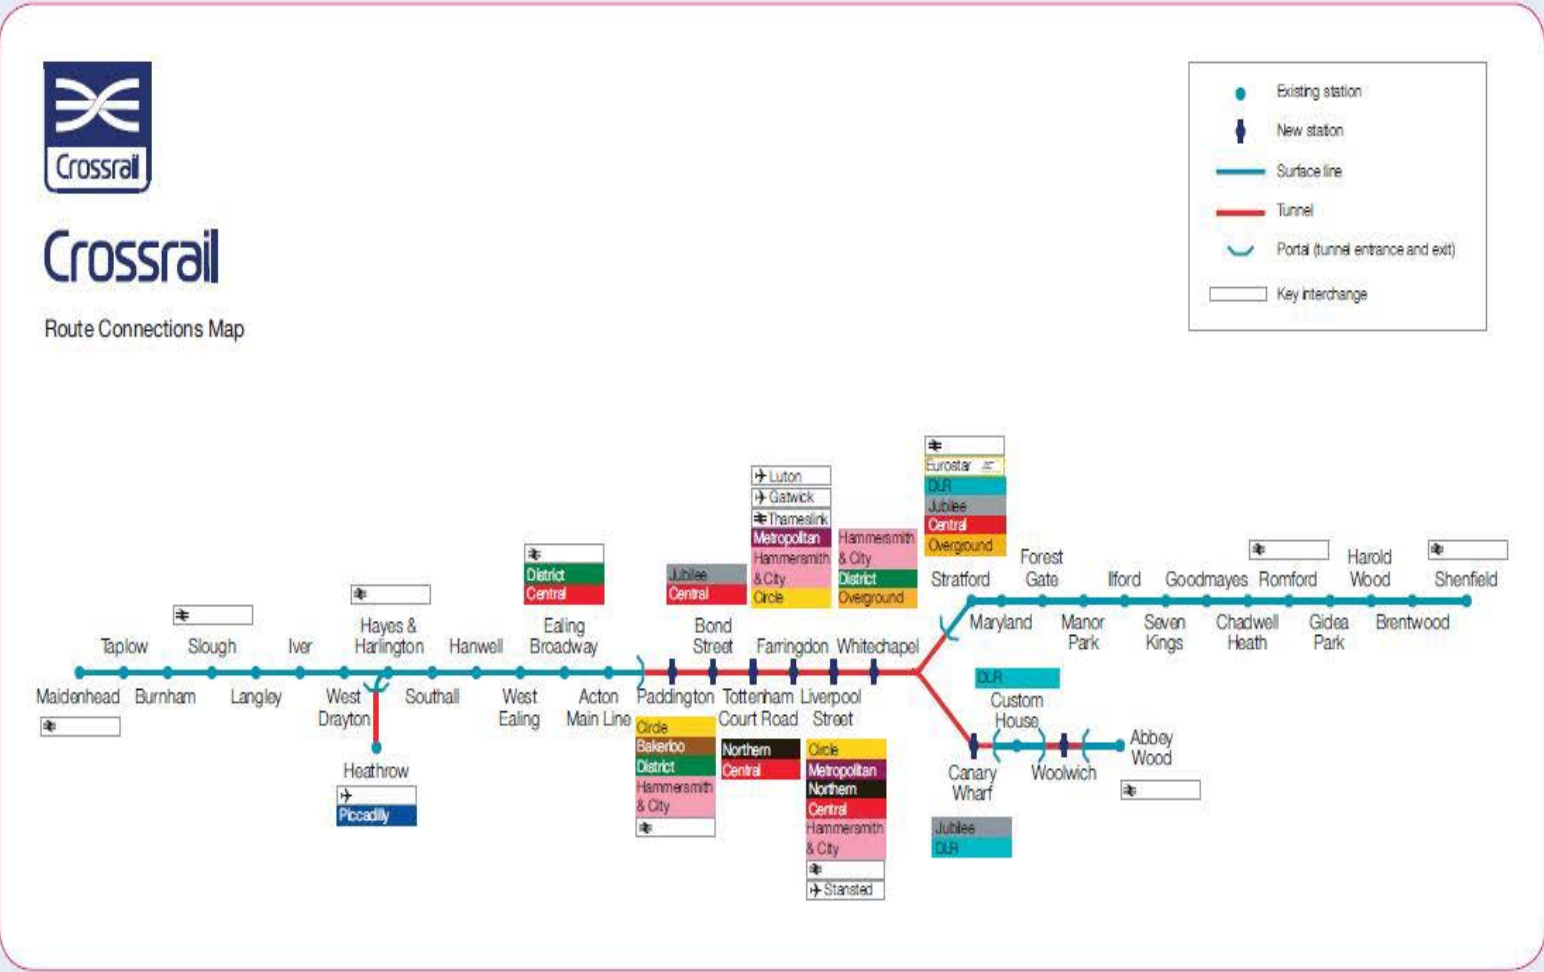 Crossrail
Crossrail
Route Connections Map
Existing station
New station
Surface line
Tunnel
Portal (tunnel entrance and exit)
Key interchange
Eurostar
DLR
Jubilee
Central
Overground
Luton
Gatwick
Thameslink
Metropolitan
Hammersmith
& City
Circle
Hammersmith
& City
District
Overground
District
Central
Jubilee
Central
Stratford
Forest
Gate
Ilford
Goodmayes
Romford
Harold
Wood
Shenfield
Maryland
Manor
Park
Seven
Kings
Chadwell
Heath
Gidea
Park
Brentwood
Taplow
Slough
Iver
Hayes &
Harlington
Hanwell
Ealing
Broadway
Bond
Street
Farringdon
Whitechapel
Maidenhead
Burnham
Langley
West
Drayton
Southall
West
Ealing
Acton
Main Line
Paddington
Tottenham
Court Road
Liverpool
Street
DLR
Custom
House
Canary
Wharf
Woolwich
Abbey
Wood
Heathrow
Piccadilly
Circle
Bakerloo
District
Hammersmith
& City
Northern
Central
Circle
Metropolitan
Northern
Central
Hammersmith
& City
Stansted
Jubilee
DLR